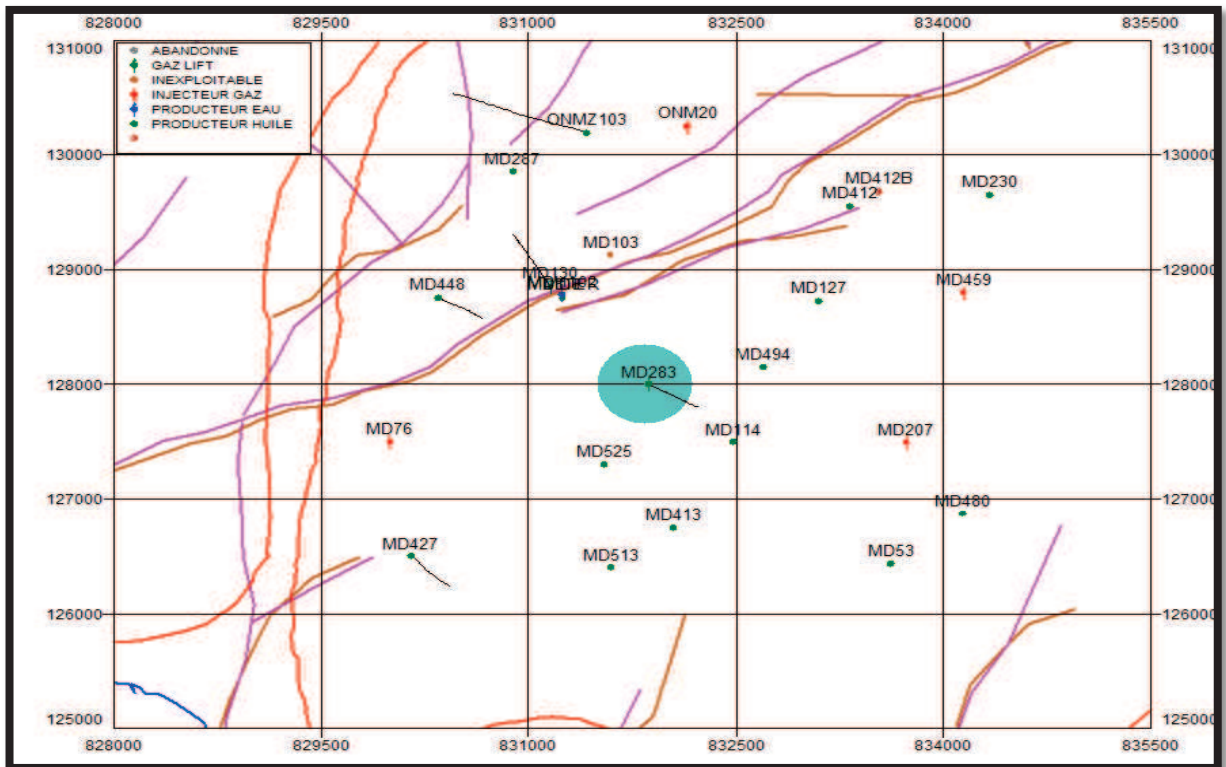 828000 829500 831000 832500 834000 835500
131000 131000
ABANDONNE
GAZ LIFT
INEXPLOITABLE
INJECTEUR GAZ
PRODUCTEUR EAU
PRODUCTEUR HUILE
ONMZ103 ONM20
130000 130000
MD287
MD412B
MD412
MD230
MD103
129000 129000
MD130
MD448
MD127
MD459
MD494
128000 128000
MD283
MD76
MD114
MD207
MD525
127000 127000
MD480
MD413
MD427
MD513
MD53
126000 126000
125000 125000
828000 829500 831000 832500 834000 835500